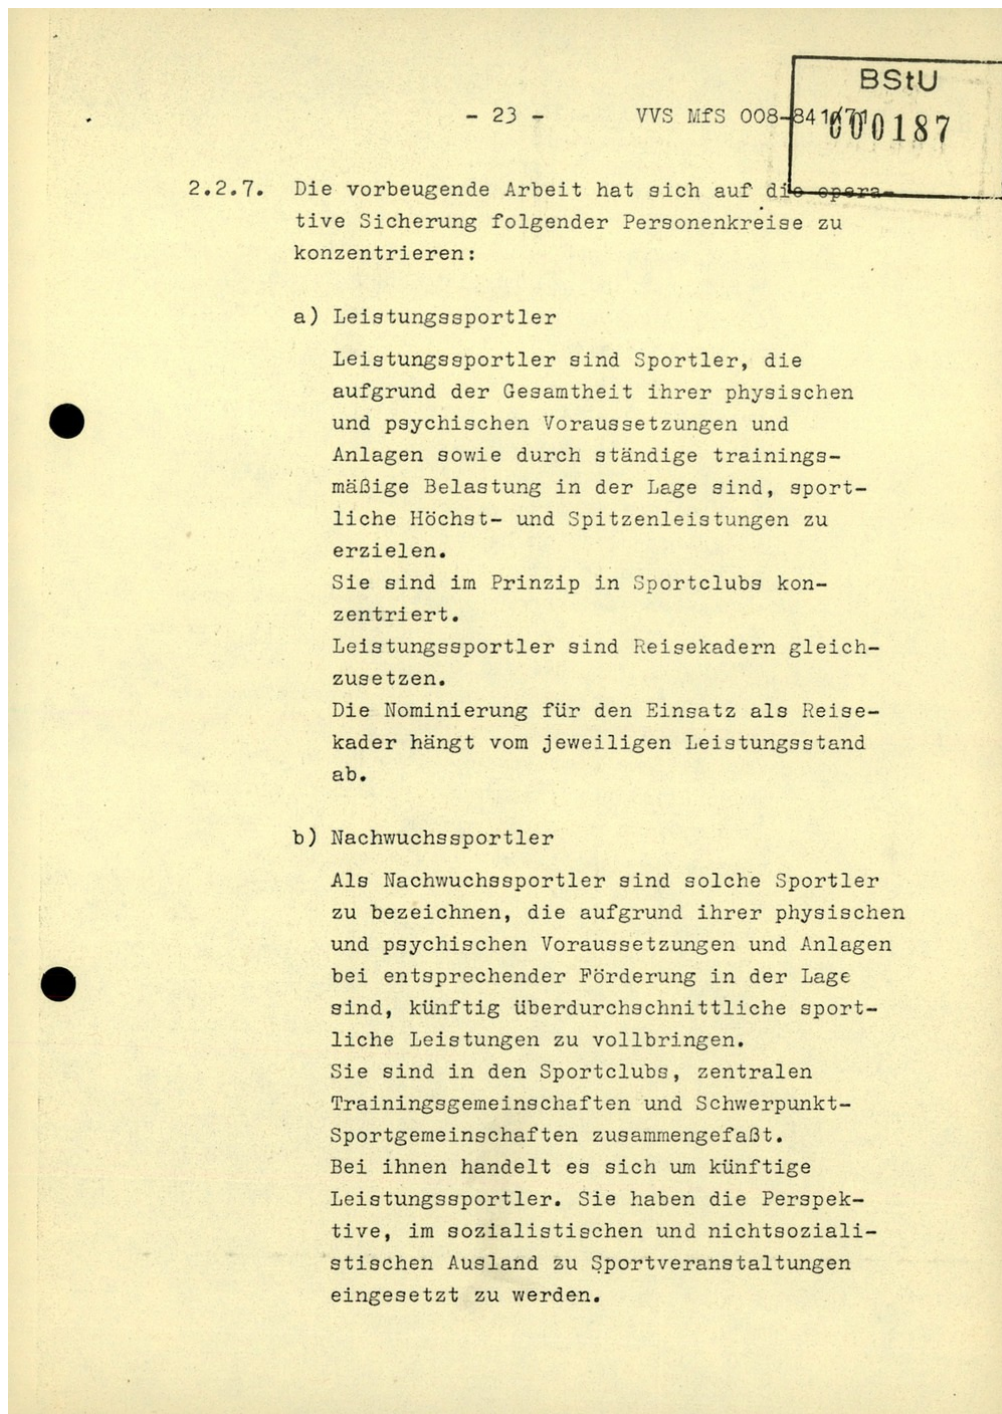 BStU
000187
- 23 - VVS MfS 008-841/71
2.2.7. Die vorbeugende Arbeit hat sich auf die opera-
tive Sicherung folgender Personenkreise zu
konzentrieren:
a) Leistungssportler
Leistungssportler sind Sportler, die
aufgrund der Gesamtheit ihrer physischen
und psychischen Voraussetzungen und
Anlagen sowie durch ständige trainings-
mäßige Belastung in der Lage sind, sport-
liche Höchst- und Spitzenleistungen zu
erzielen.
Sie sind im Prinzip in Sportclubs kon-
zentriert.
Leistungssportler sind Reisekadern gleich-
zusetzen.
Die Nominierung für den Einsatz als Reise-
kader hängt vom jeweiligen Leistungsstand
ab.
b) Nachwuchssportler
Als Nachwuchssportler sind solche Sportler
zu bezeichnen, die aufgrund ihrer physischen
und psychischen Voraussetzungen und Anlagen
bei entsprechender Förderung in der Lage
sind, künftig überdurchschnittliche sport-
liche Leistungen zu vollbringen.
Sie sind in den Sportclubs, zentralen
Trainingsgemeinschaften und Schwerpunkt-
Sportgemeinschaften zusammengefaßt.
Bei ihnen handelt es sich um künftige
Leistungssportler. Sie haben die Perspek-
tive, im sozialistischen und nichtsoziali-
stischen Ausland zu Sportveranstaltungen
eingesetzt zu werden.